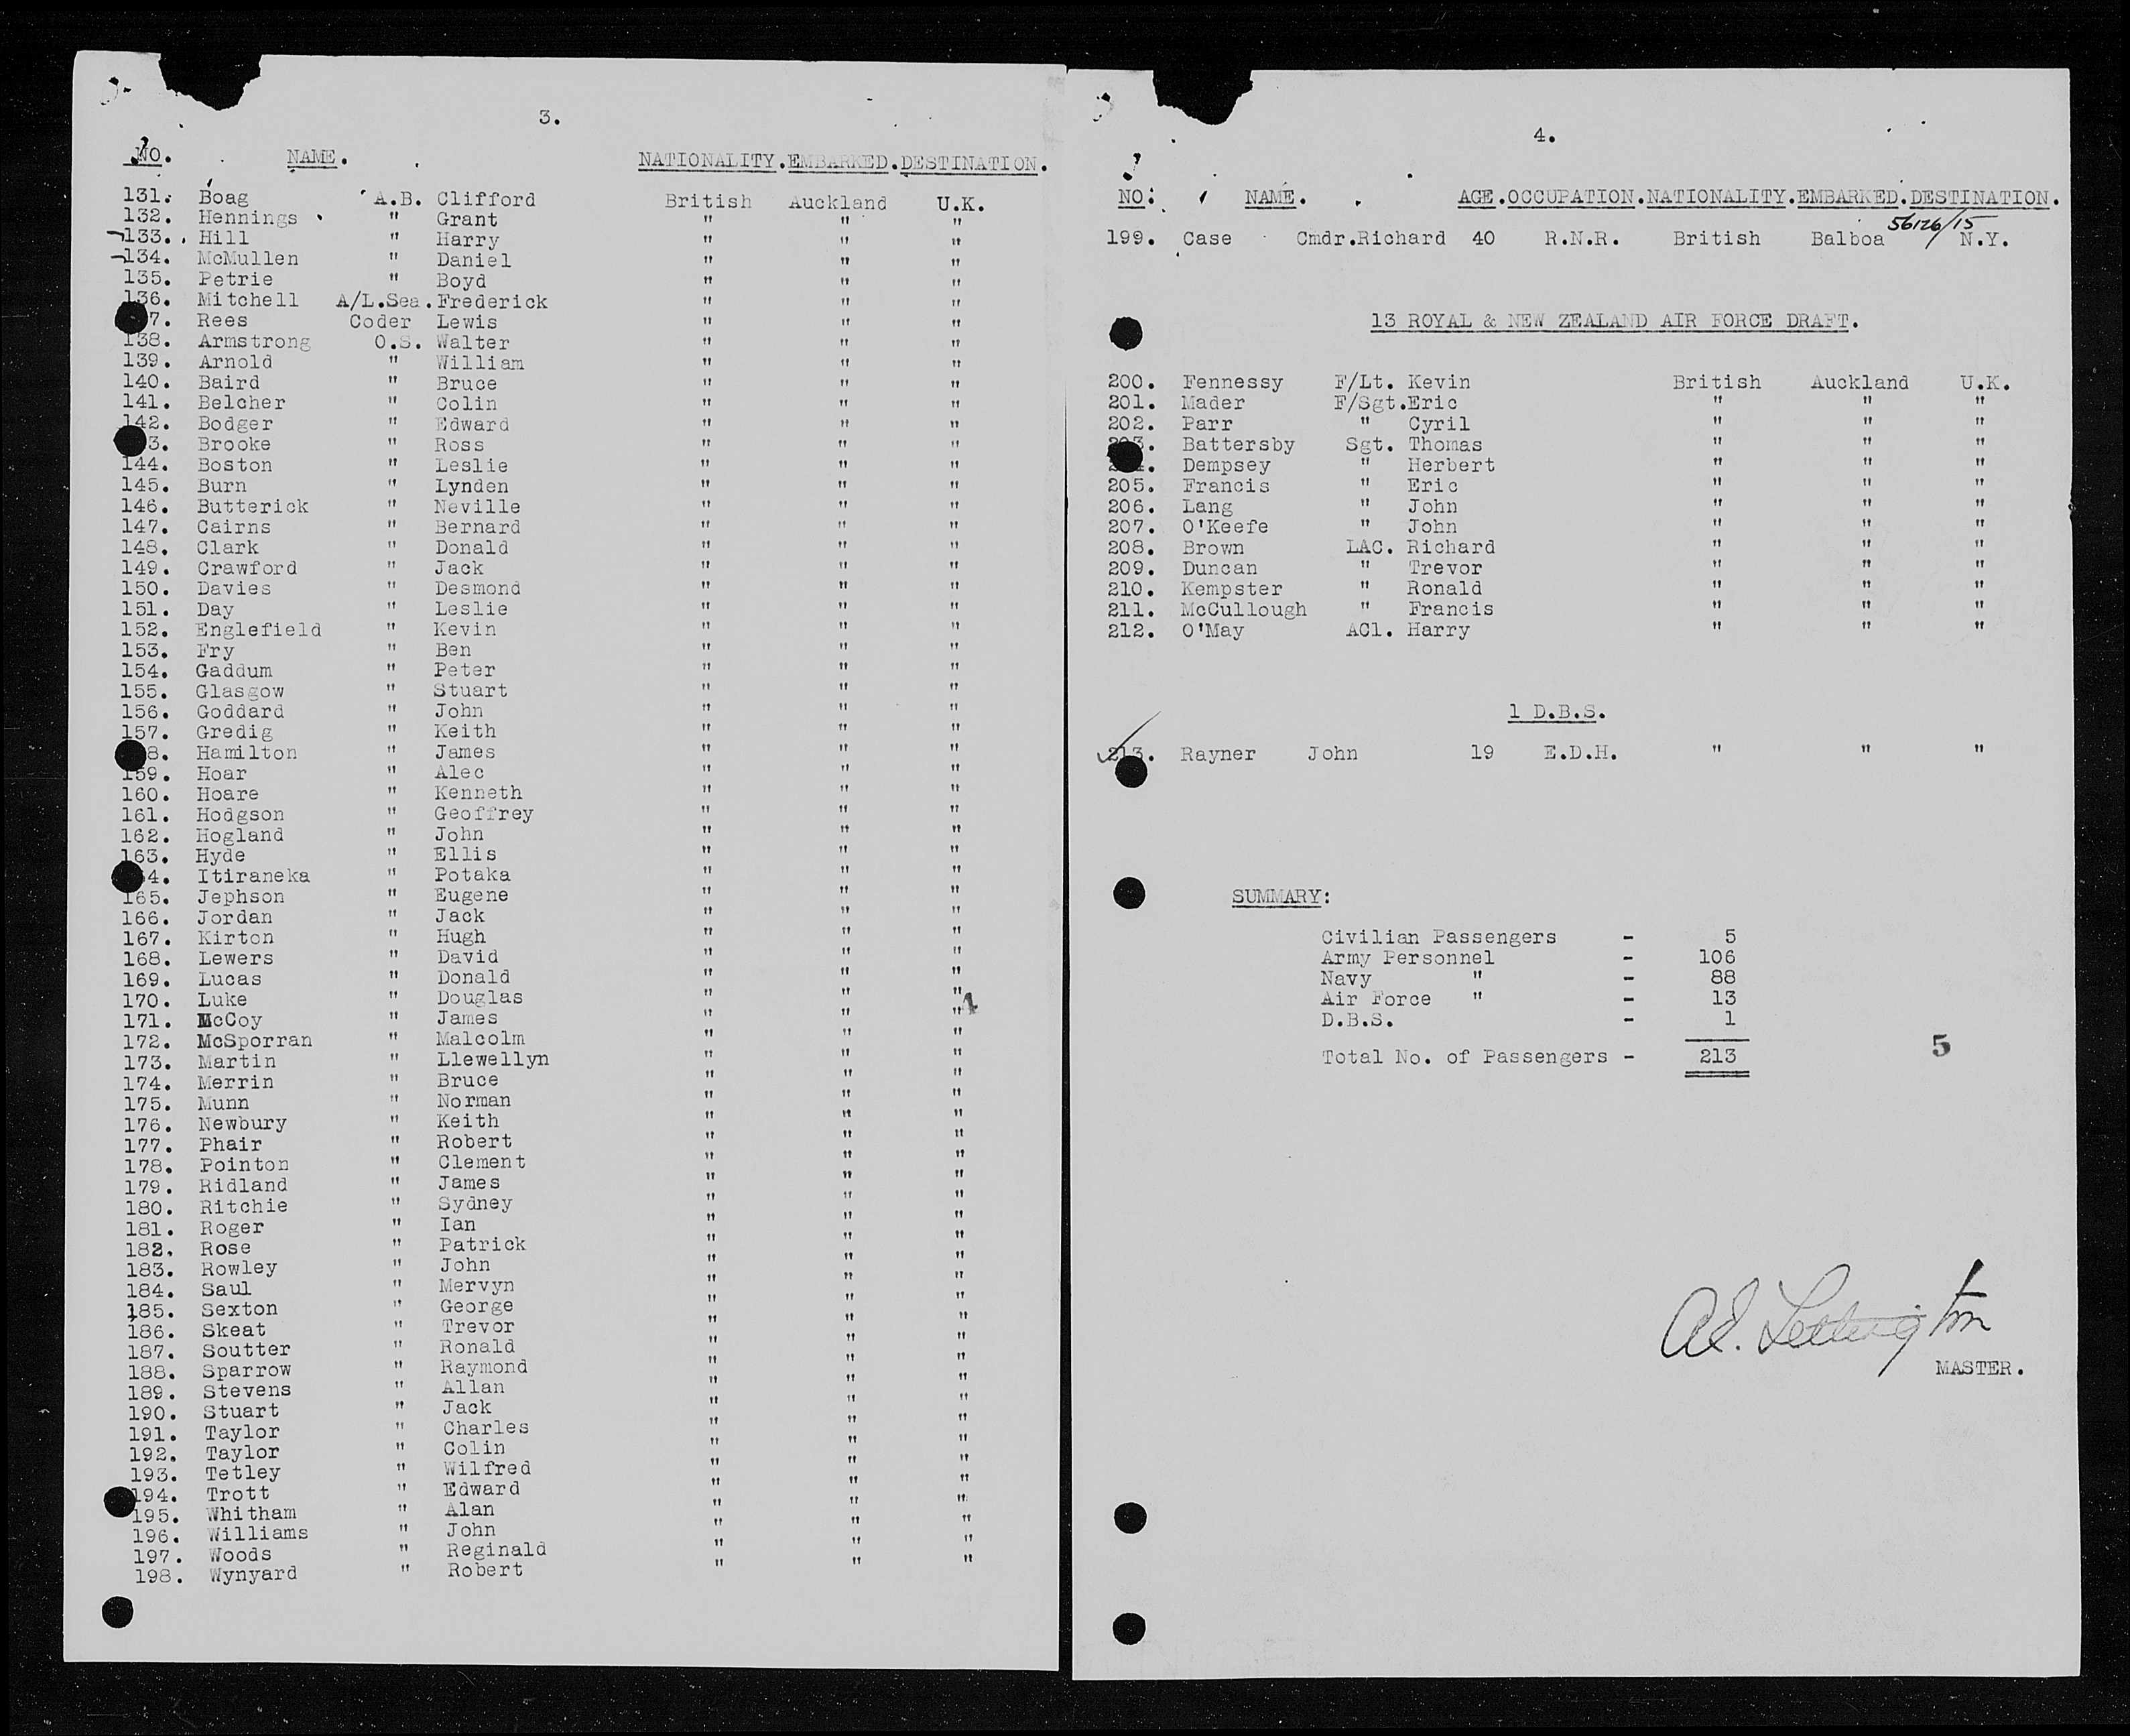 3.
NO. NAME. NATIONALITY. EMBARKED. DESTINATION.
131. Boag A.B. Clifford British Auckland U.K.
132. Hennings " Grant " " "
133. Hill " Harry " " "
134. McMullen " Daniel " " "
135. Petrie " Boyd " " "
136. Mitchell A/L.Sea. Frederick " " "
7. Rees Coder Lewis " " "
138. Armstrong O.S. Walter " " "
139. Arnold " William " " "
140. Baird " Bruce " " "
141. Belcher " Colin " " "
142. Bodger " Edward " " "
3. Brooke " Ross " " "
144. Boston " Leslie " " "
145. Burn " Lynden " " "
146. Butterick " Neville " " "
147. Cairns " Bernard " " "
148. Clark " Donald " " "
149. Crawford " Jack " " "
150. Davies " Desmond " " "
151. Day " Leslie " " "
152. Englefield " Kevin " " "
153. Fry " Ben " " "
154. Gaddum " Peter " " "
155. Glasgow " Stuart " " "
156. Goddard " John " " "
157. Gredig " Keith " " "
8. Hamilton " James " " "
159. Hoar " Alec " " "
160. Hoare " Kenneth " " "
161. Hodgson " Geoffrey " " "
162. Hogland " John " " "
163. Hyde " Ellis " " "
4. Itiraneka " Potaka " " "
165. Jephson " Eugene " " "
166. Jordan " Jack " " "
167. Kirton " Hugh " " "
168. Lewers " David " " "
169. Lucas " Donald " " "
170. Luke " Douglas " " "
171. McCoy " James " " " 4
172. McSporran " Malcolm " " "
173. Martin " Llewellyn " " "
174. Merrin " Bruce " " "
175. Munn " Norman " " "
176. Newbury " Keith " " "
177. Phair " Robert " " "
178. Pointon " Clement " " "
179. Ridland " James " " "
180. Ritchie " Sydney " " "
181. Roger " Ian " " "
182. Rose " Patrick " " "
183. Rowley " John " " "
184. Saul " Mervyn " " "
185. Sexton " George " " "
186. Skeat " Trevor " " "
187. Soutter " Ronald " " "
188. Sparrow " Raymond " " "
189. Stevens " Allan " " "
190. Stuart " Jack " " "
191. Taylor " Charles " " "
192. Taylor " Colin " " "
193. Tetley " Wilfred " " "
194. Trott " Edward " " "
195. Whitham " Alan " " "
196. Williams " John " " "
197. Woods " Reginald " " "
198. Wynyard " Robert " " "
4.
NO: NAME. AGE. OCCUPATION. NATIONALITY. EMBARKED. DESTINATION.
56126/15
199. Case Cmdr. Richard 40 R.N.R. British Balboa N.Y.
13 ROYAL & NEW ZEALAND AIR FORCE DRAFT.
200. Fennessy F/Lt. Kevin British Auckland U.K.
201. Mader F/Sgt. Eric " " "
202. Parr " Cyril " " "
203. Battersby Sgt. Thomas " " "
Dempsey " Herbert " " "
205. Francis " Eric " " "
206. Lang " John " " "
207. O'Keefe " John " " "
208. Brown LAC. Richard " " "
209. Duncan " Trevor " " "
210. Kempster " Ronald " " "
211. McCullough " Francis " " "
212. O'May AC1. Harry " " "
1 D.B.S.
213. Rayner John 19 E.D.H. " " "
SUMMARY:
Civilian Passengers - 5
Army Personnel - 106
Navy " - 88
Air Force " - 13
D.B.S. - 1
Total No. of Passengers - 213
5
MASTER.